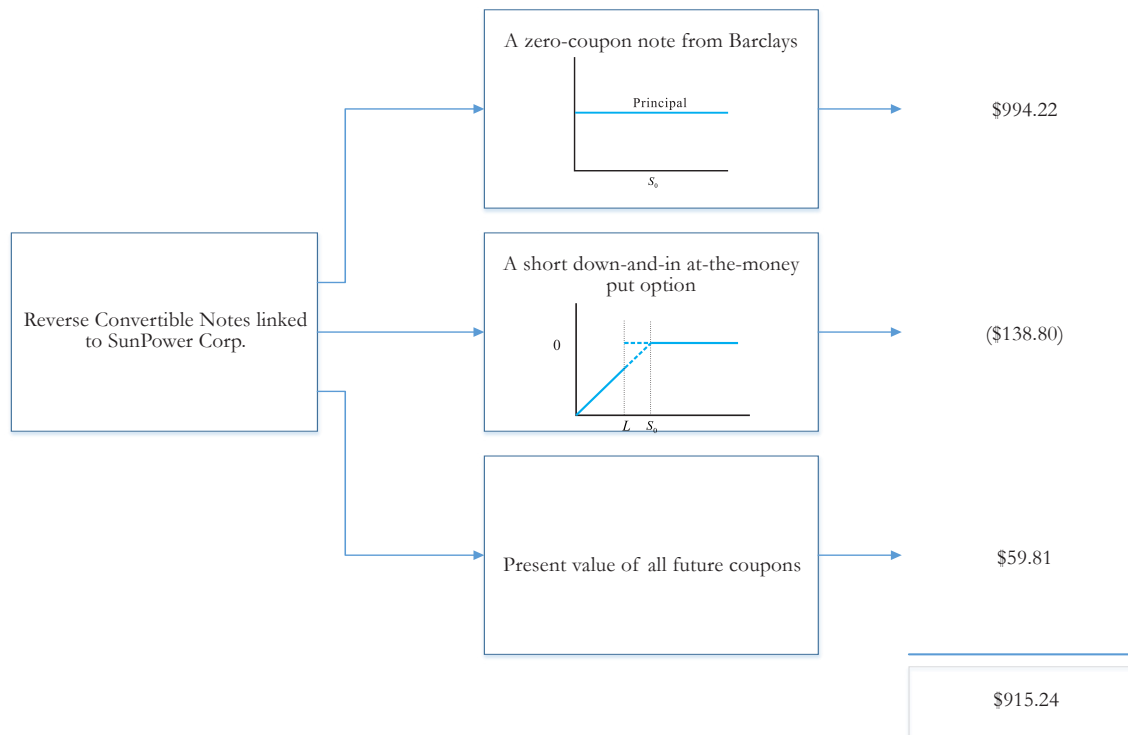 A zero-coupon note from Barclays
Principal
S₀
$994.22
Reverse Convertible Notes linked
to SunPower Corp.
A short down-and-in at-the-money
put option
0
L S₀
($138.80)
Present value of all future coupons
$59.81
$915.24